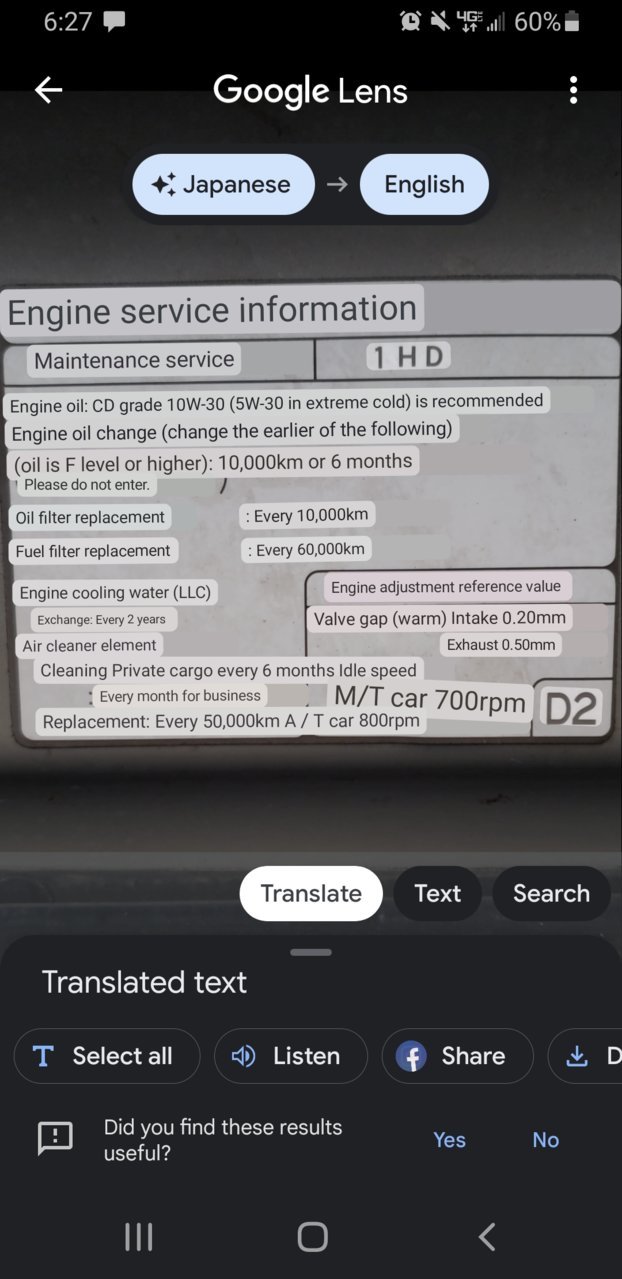 6:27 4GE 60%
Google Lens
Japanese → English
Engine service information
Maintenance service 1 H D
Engine oil: CD grade 10W-30 (5W-30 in extreme cold) is recommended
Engine oil change (change the earlier of the following)
(oil is F level or higher): 10,000km or 6 months
Please do not enter. )
Oil filter replacement : Every 10,000km
Fuel filter replacement : Every 60,000km
Engine cooling water (LLC) Engine adjustment reference value
Exchange: Every 2 years Valve gap (warm) Intake 0.20mm
Air cleaner element Exhaust 0.50mm
Cleaning Private cargo every 6 months Idle speed
: Every month for business M/T car 700rpm D2
Replacement: Every 50,000km A / T car 800rpm
Translate Text Search
Translated text
Select all Listen Share D
Did you find these results
useful? Yes No